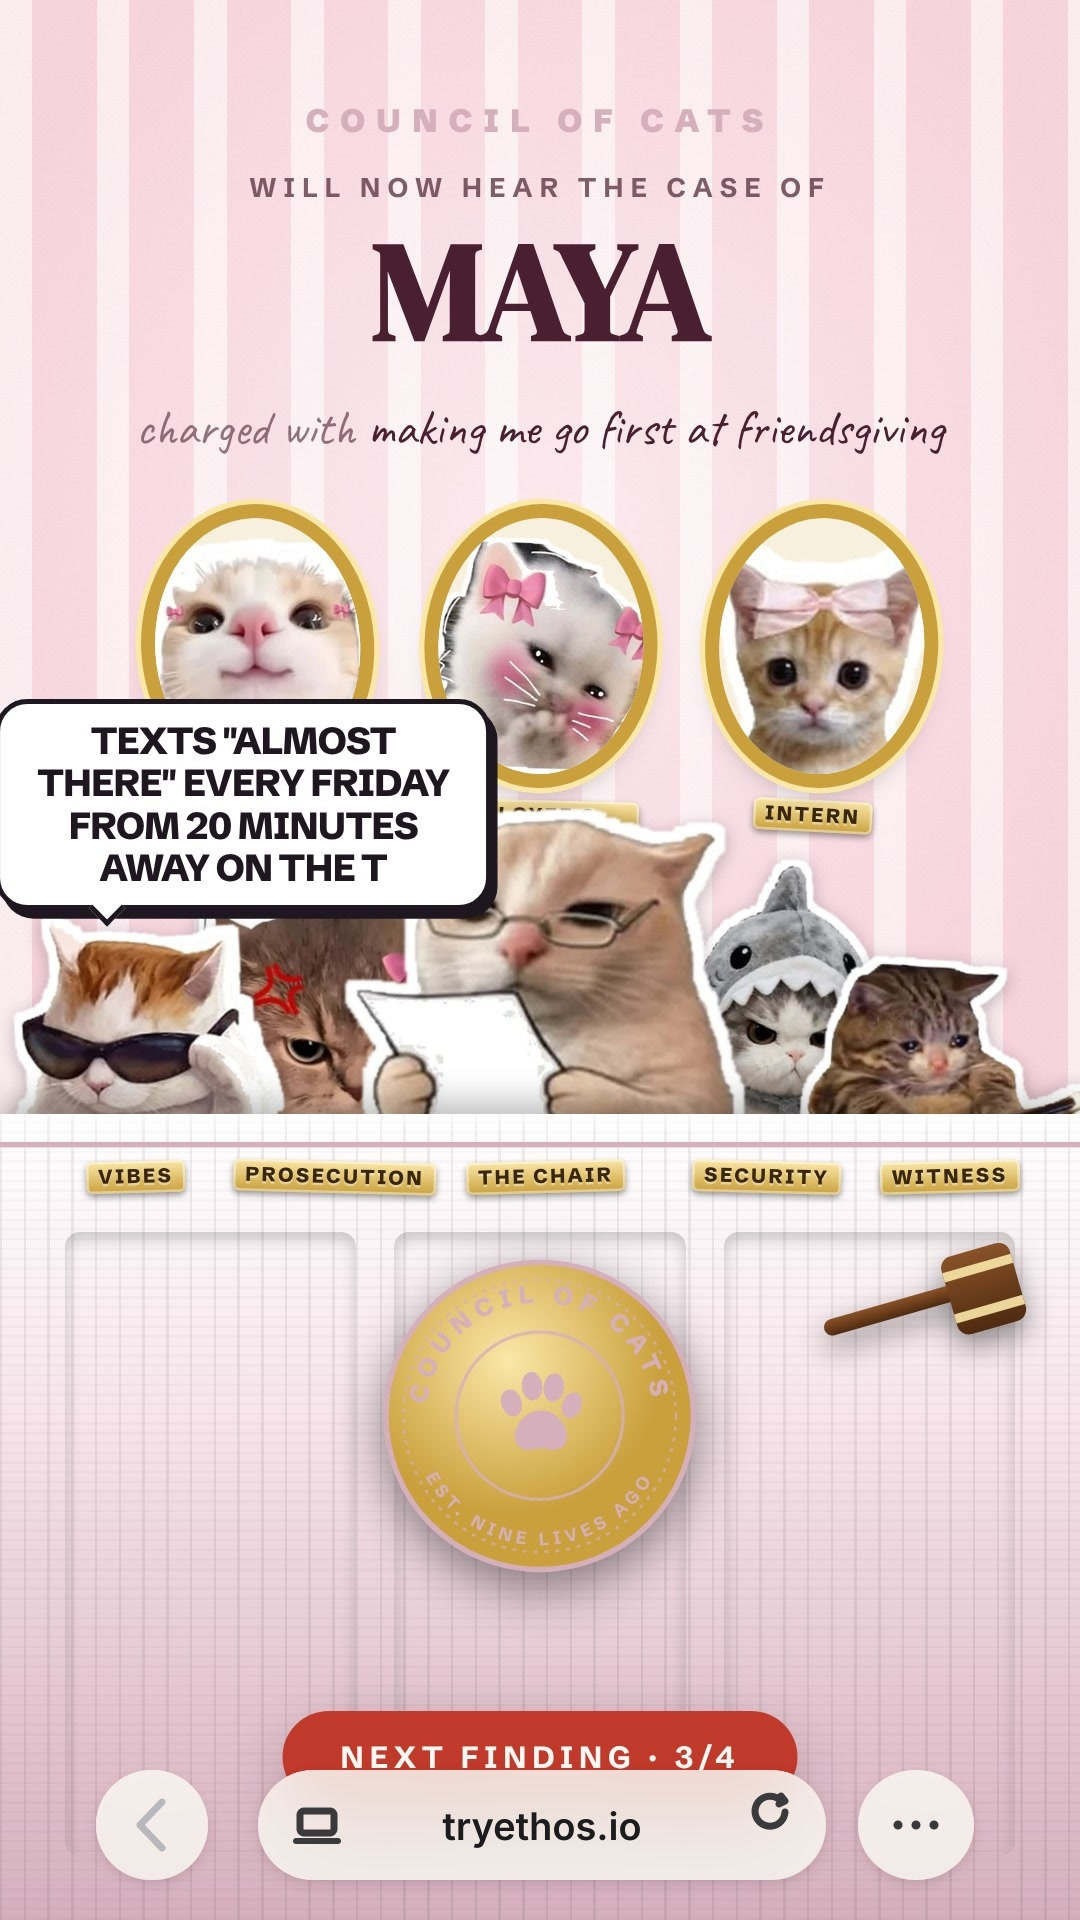 COUNCIL OF CATS
WILL NOW HEAR THE CASE OF
MAYA
charged with making me go first at friendsgiving
TEXTS "ALMOST
THERE" EVERY FRIDAY
FROM 20 MINUTES
AWAY ON THE T
INTERN
VIBES
PROSECUTION
THE CHAIR
SECURITY
WITNESS
COUNCIL OF CATS
EST. NINE LIVES AGO
NEXT FINDING · 3/4
tryethos.io